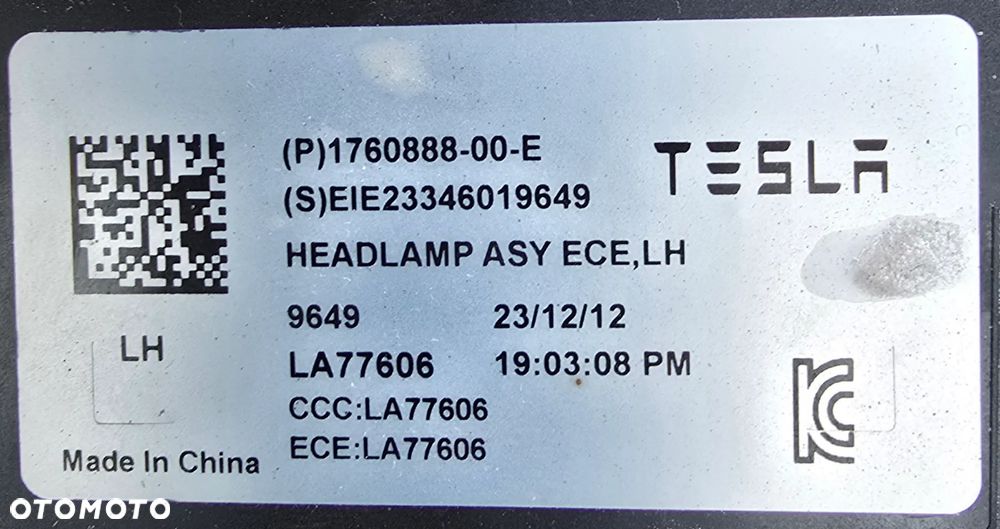 (P)1760888-00-E
TESLA
(S)EIE23346019649
HEADLAMP ASY ECE,LH
9649 23/12/12
LH
LA77606 19:03:08 PM
CCC:LA77606
ECE:LA77606
KC
Made In China
OTOMOTO